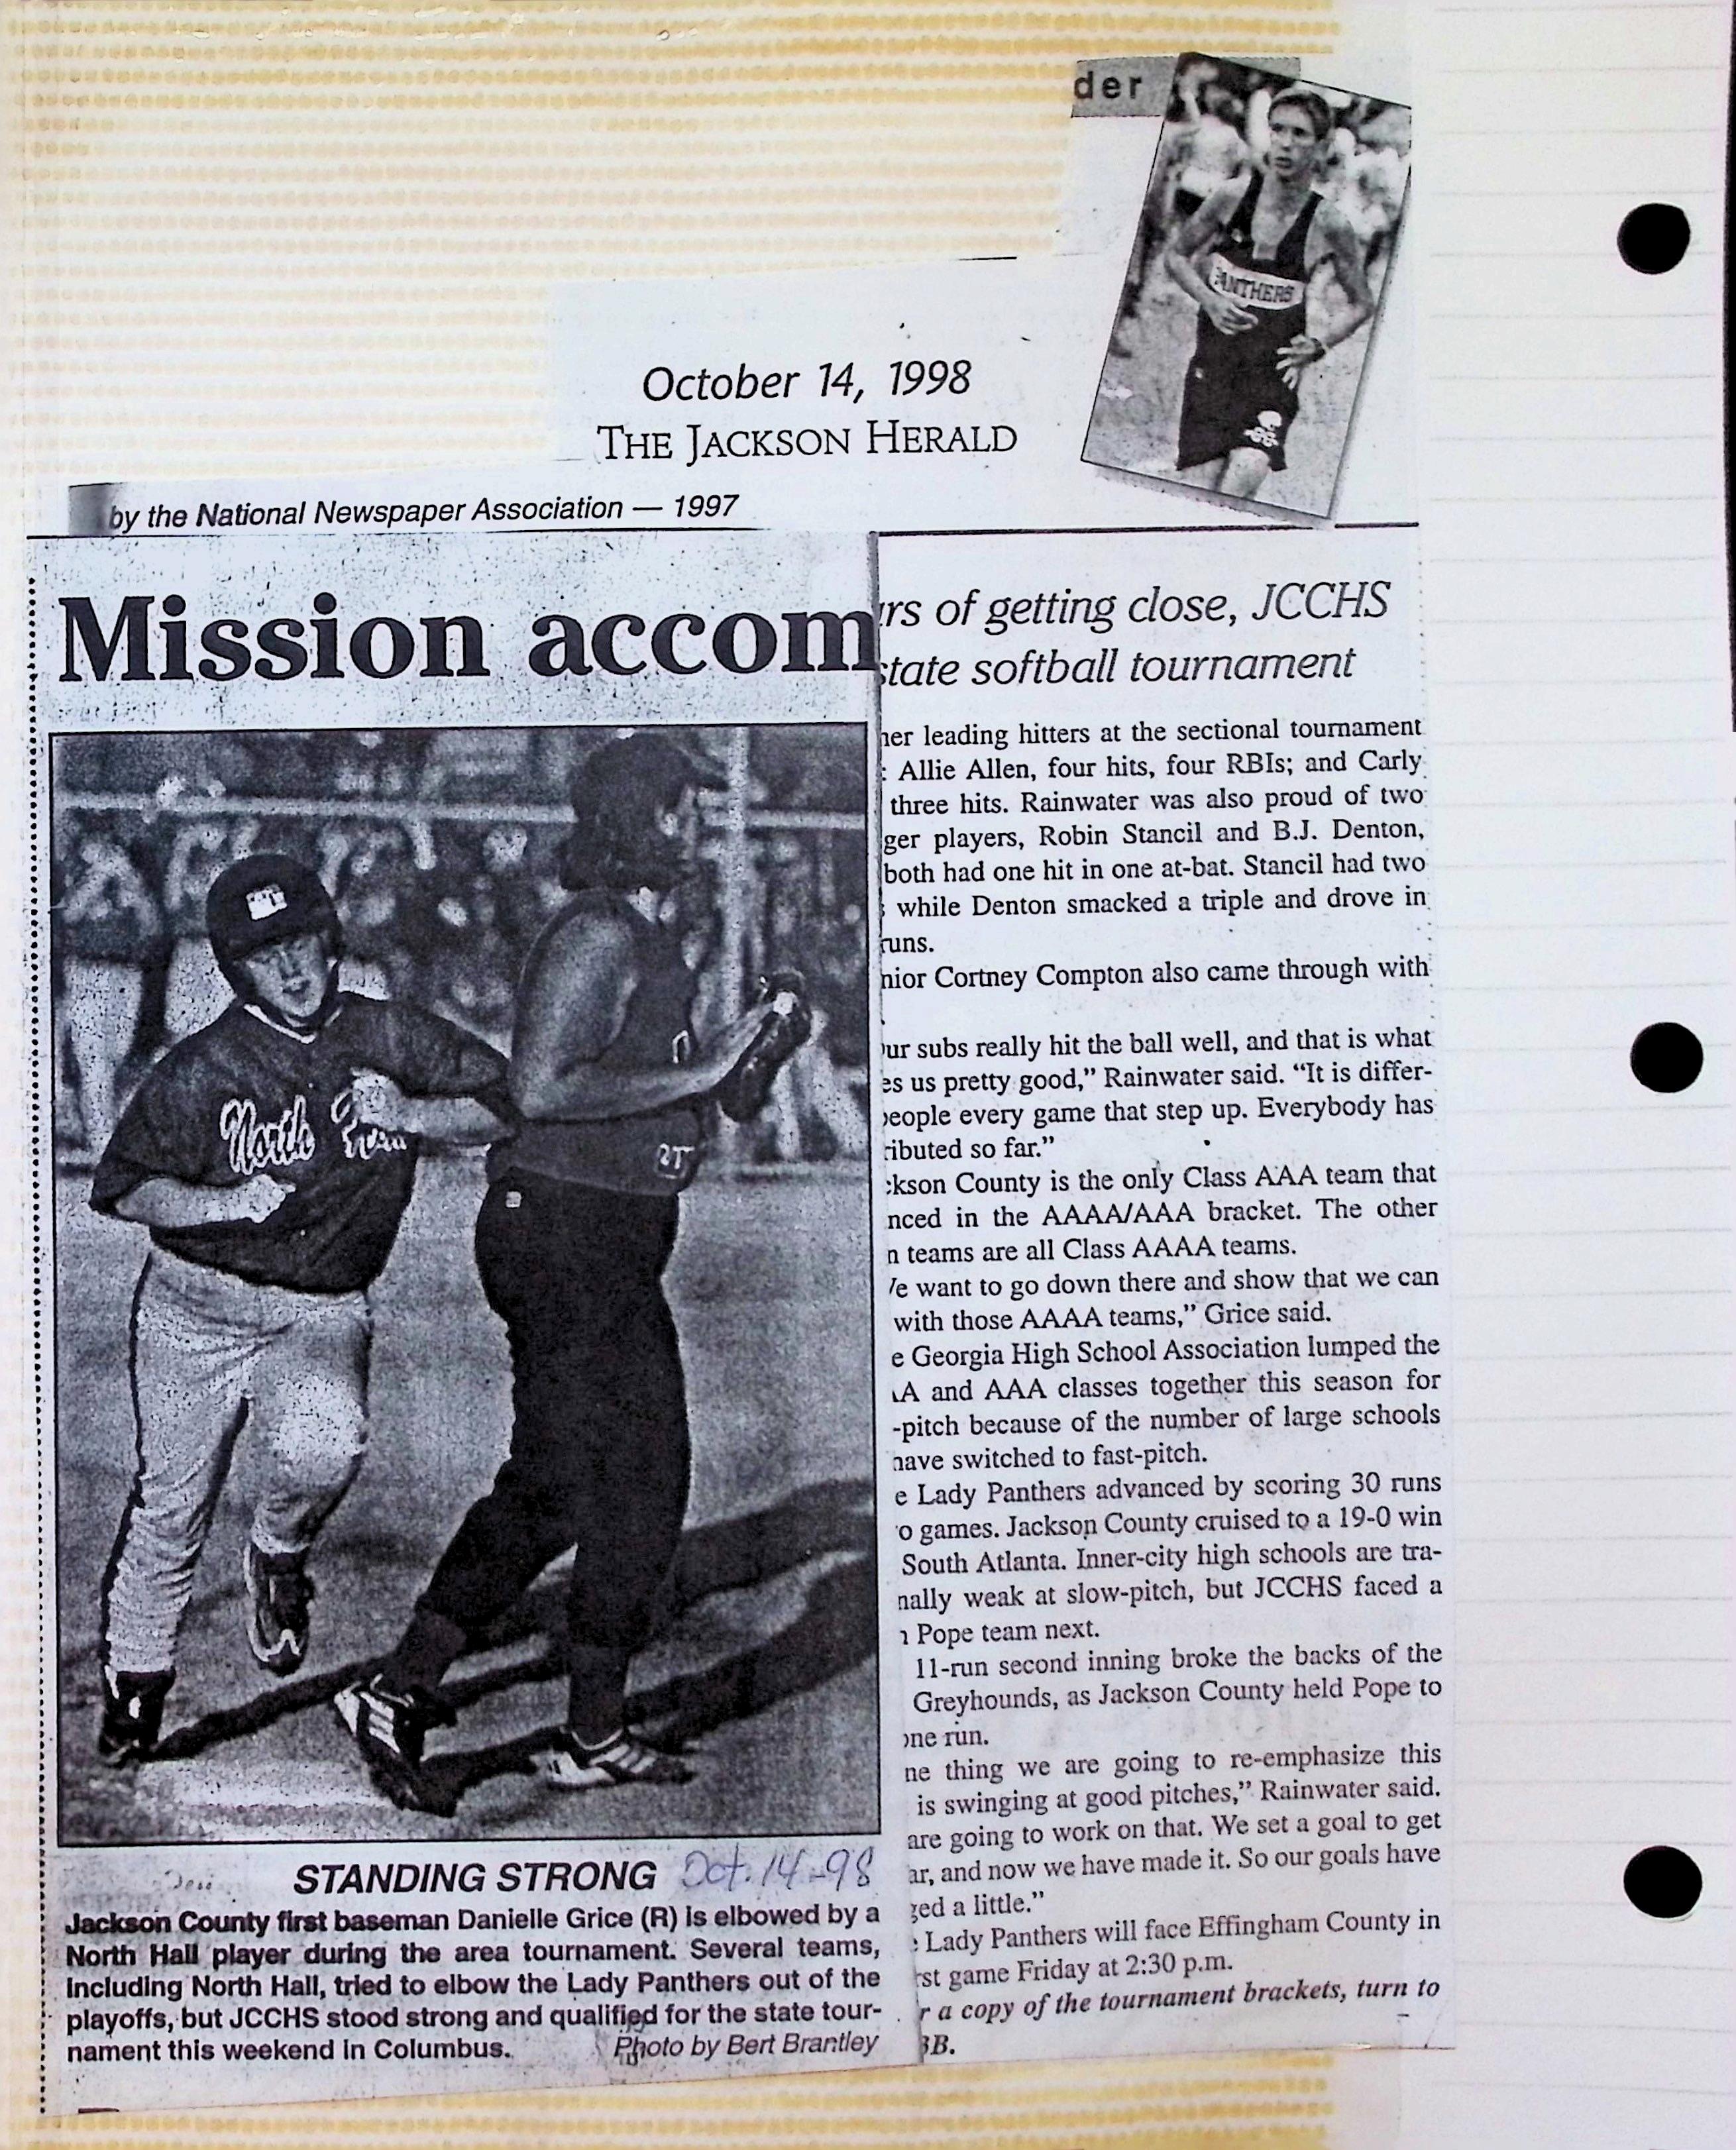 der
PANTHERS
October 14, 1998
THE JACKSON HERALD
by the National Newspaper Association — 1997
Mission accom
rs of getting close, JCCHS
state softball tournament
her leading hitters at the sectional tournament
: Allie Allen, four hits, four RBIs; and Carly
three hits. Rainwater was also proud of two
ger players, Robin Stancil and B.J. Denton,
both had one hit in one at-bat. Stancil had two
; while Denton smacked a triple and drove in
runs.
nior Cortney Compton also came through with
ur subs really hit the ball well, and that is what
es us pretty good,” Rainwater said. “It is differ-
people every game that step up. Everybody has
ributed so far.”
ckson County is the only Class AAA team that
nced in the AAAA/AAA bracket. The other
n teams are all Class AAAA teams.
e want to go down there and show that we can
with those AAAA teams,” Grice said.
e Georgia High School Association lumped the
A and AAA classes together this season for
-pitch because of the number of large schools
have switched to fast-pitch.
e Lady Panthers advanced by scoring 30 runs
o games. Jackson County cruised to a 19-0 win
South Atlanta. Inner-city high schools are tra-
nally weak at slow-pitch, but JCCHS faced a
Pope team next.
11-run second inning broke the backs of the
Greyhounds, as Jackson County held Pope to
one run.
ne thing we are going to re-emphasize this
is swinging at good pitches,” Rainwater said.
are going to work on that. We set a goal to get
ar, and now we have made it. So our goals have
ged a little.”
Lady Panthers will face Effingham County in
rst game Friday at 2:30 p.m.
r a copy of the tournament brackets, turn to
3B.
North
STANDING STRONG Oct. 14-98
Jackson County first baseman Danielle Grice (R) is elbowed by a
North Hall player during the area tournament. Several teams,
including North Hall, tried to elbow the Lady Panthers out of the
playoffs, but JCCHS stood strong and qualified for the state tour-
nament this weekend in Columbus. Photo by Bert Brantley